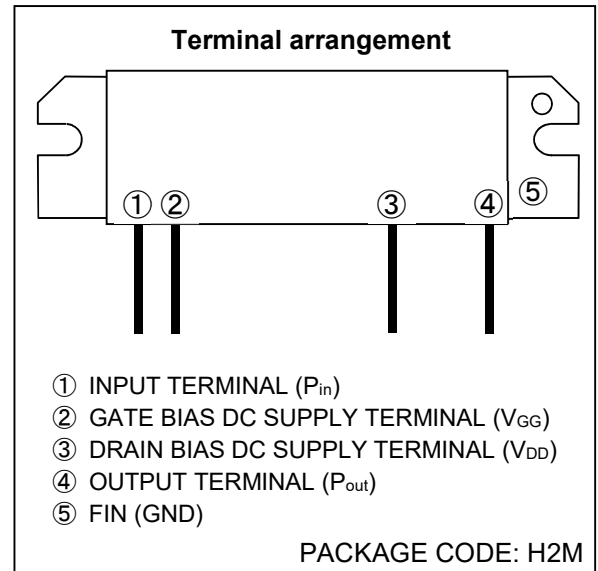 Terminal arrangement
① ② ③ ④ ⑤
① INPUT TERMINAL (Pin)
② GATE BIAS DC SUPPLY TERMINAL (VGG)
③ DRAIN BIAS DC SUPPLY TERMINAL (VDD)
④ OUTPUT TERMINAL (Pout)
⑤ FIN (GND)
PACKAGE CODE: H2M